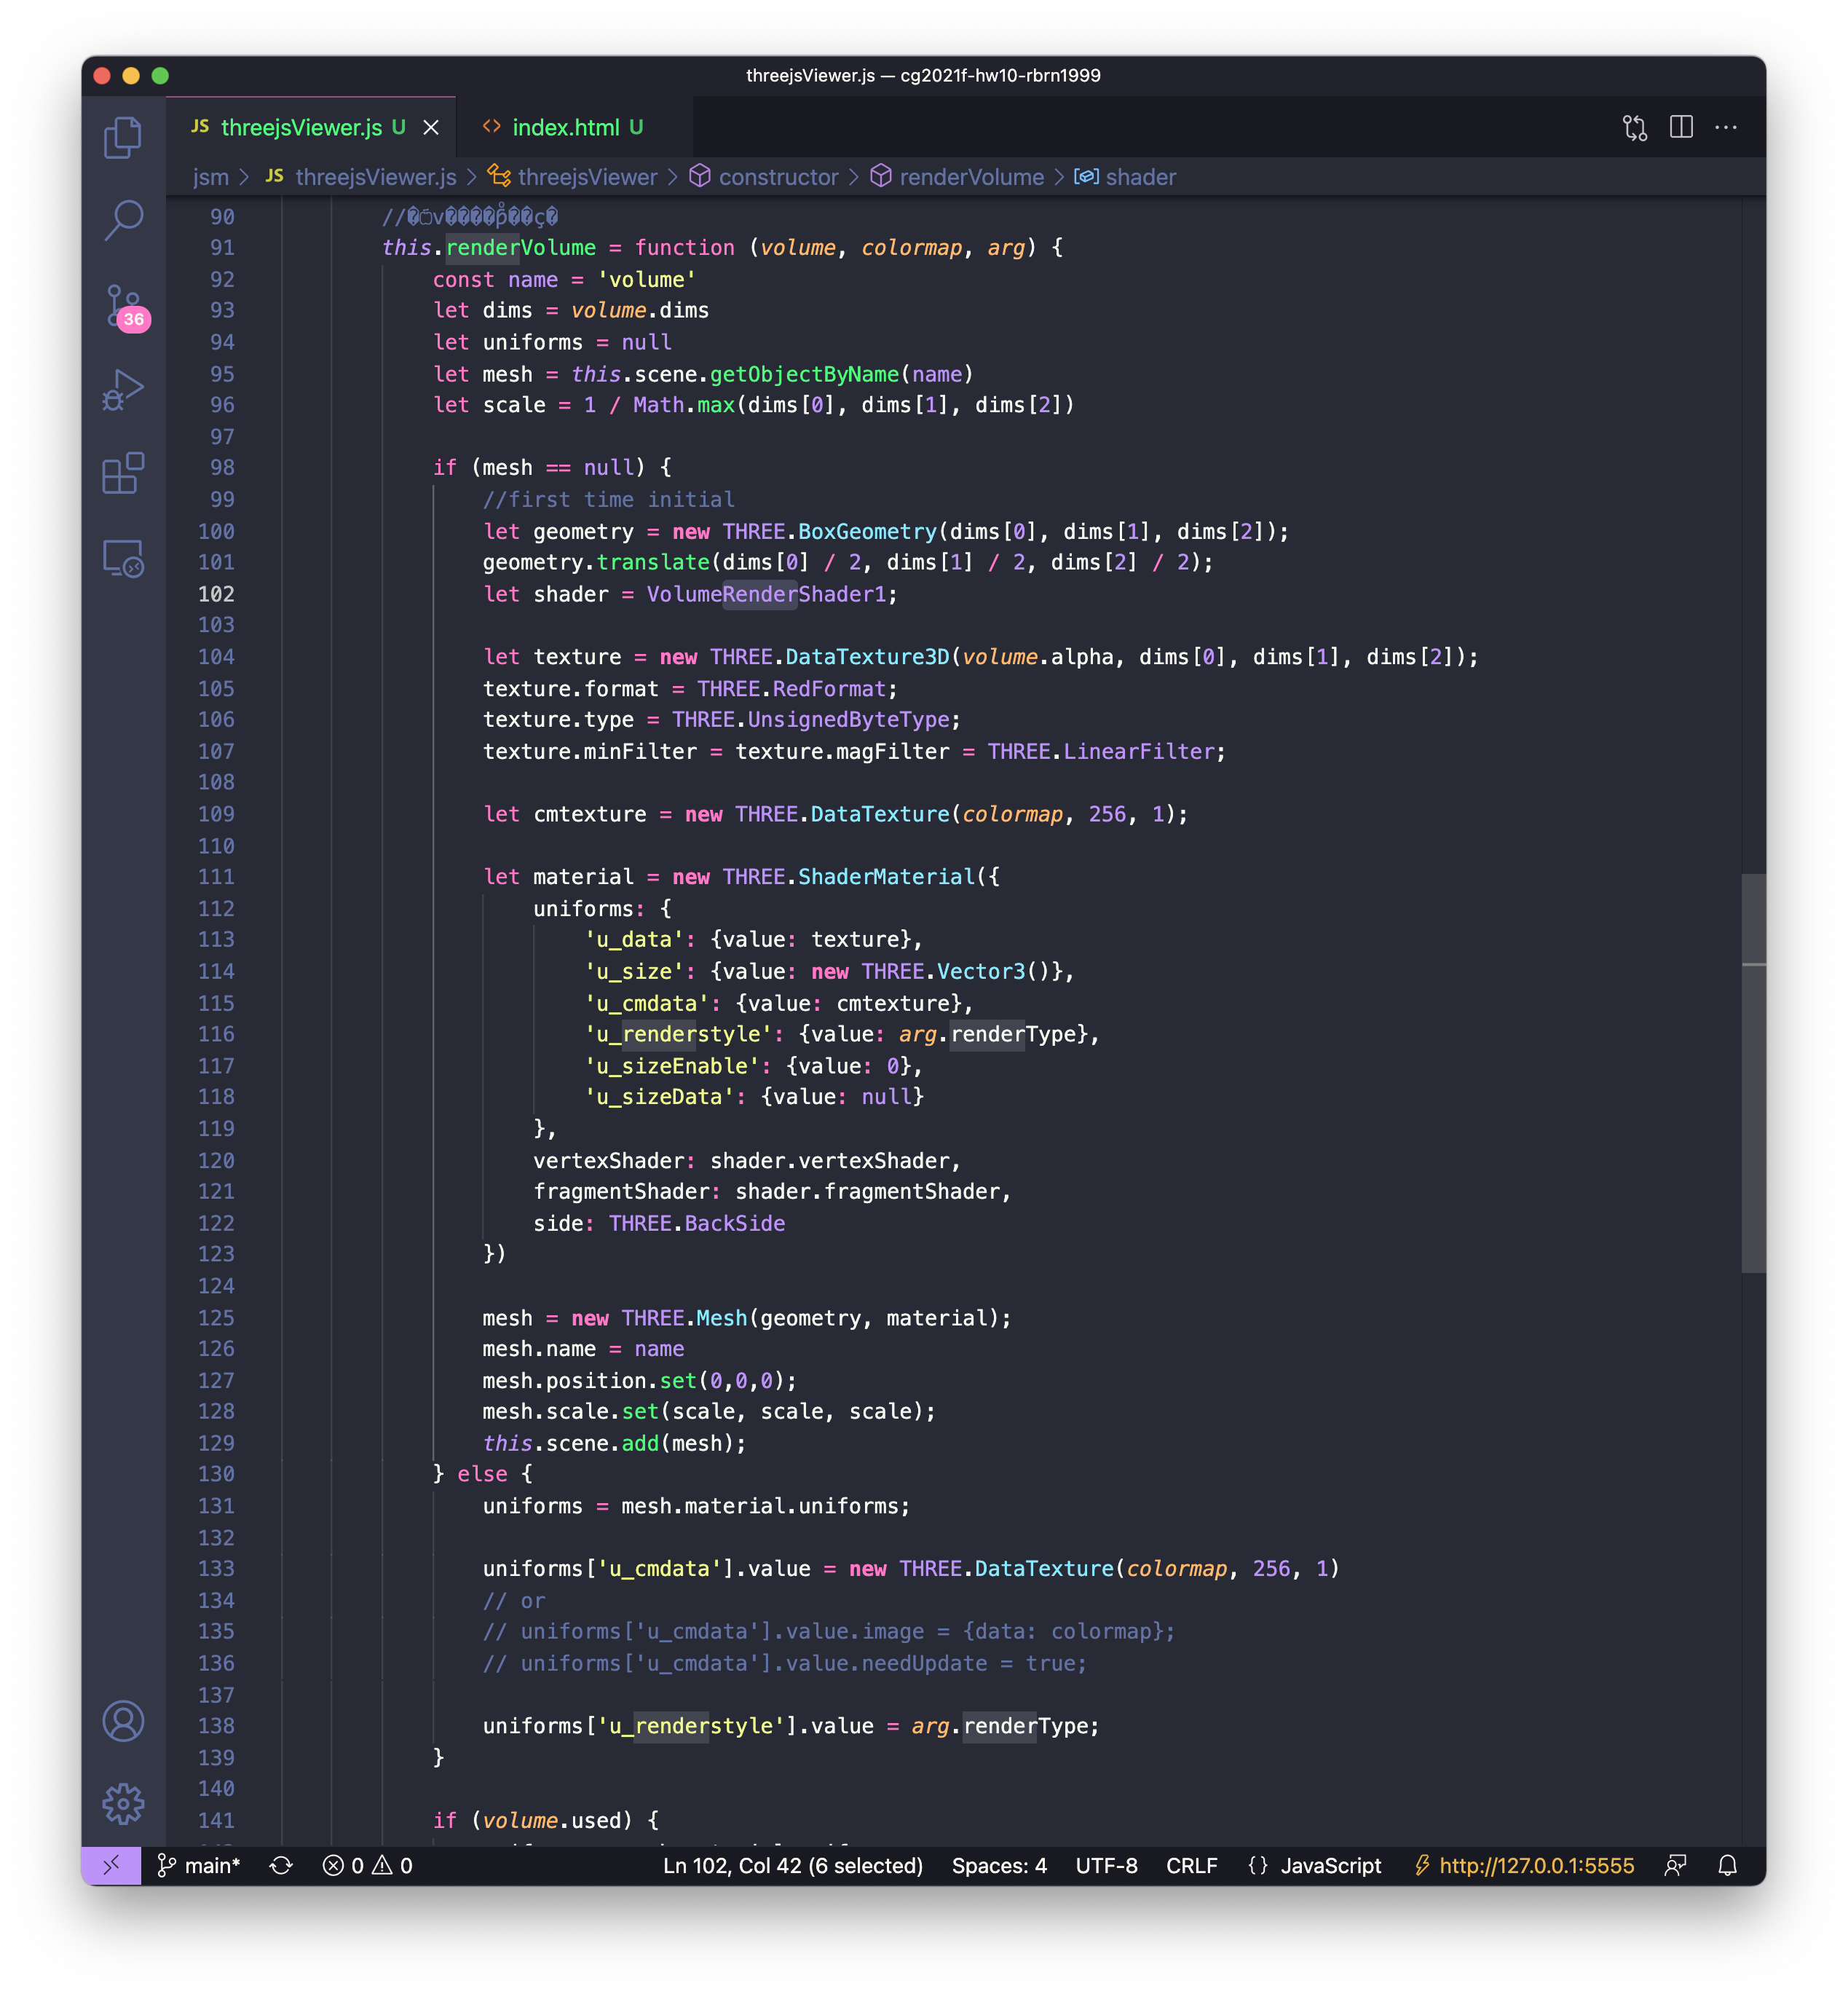 threejsViewer.js — cg2021f-hw10-rbrn1999
JS threejsViewer.js U
index.html U
jsm > JS threejsViewer.js > threejsViewer > constructor > renderVolume > shader
36
90 //
91 this.renderVolume = function (volume, colormap, arg) {
92 const name = 'volume'
93 let dims = volume.dims
94 let uniforms = null
95 let mesh = this.scene.getObjectByName(name)
96 let scale = 1 / Math.max(dims[0], dims[1], dims[2])
97
98 if (mesh == null) {
99 //first time initial
100 let geometry = new THREE.BoxGeometry(dims[0], dims[1], dims[2]);
101 geometry.translate(dims[0] / 2, dims[1] / 2, dims[2] / 2);
102 let shader = VolumeRenderShader1;
103
104 let texture = new THREE.DataTexture3D(volume.alpha, dims[0], dims[1], dims[2]);
105 texture.format = THREE.RedFormat;
106 texture.type = THREE.UnsignedByteType;
107 texture.minFilter = texture.magFilter = THREE.LinearFilter;
108
109 let cmtexture = new THREE.DataTexture(colormap, 256, 1);
110
111 let material = new THREE.ShaderMaterial({
112 uniforms: {
113 'u_data': {value: texture},
114 'u_size': {value: new THREE.Vector3()},
115 'u_cmdata': {value: cmtexture},
116 'u_renderstyle': {value: arg.renderType},
117 'u_sizeEnable': {value: 0},
118 'u_sizeData': {value: null}
119 },
120 vertexShader: shader.vertexShader,
121 fragmentShader: shader.fragmentShader,
122 side: THREE.BackSide
123 })
124
125 mesh = new THREE.Mesh(geometry, material);
126 mesh.name = name
127 mesh.position.set(0,0,0);
128 mesh.scale.set(scale, scale, scale);
129 this.scene.add(mesh);
130 } else {
131 uniforms = mesh.material.uniforms;
132
133 uniforms['u_cmdata'].value = new THREE.DataTexture(colormap, 256, 1)
134 // or
135 // uniforms['u_cmdata'].value.image = {data: colormap};
136 // uniforms['u_cmdata'].value.needUpdate = true;
137
138 uniforms['u_renderstyle'].value = arg.renderType;
139 }
140
141 if (volume.used) {
main* 0 0 Ln 102, Col 42 (6 selected) Spaces: 4 UTF-8 CRLF {} JavaScript http://127.0.0.1:5555